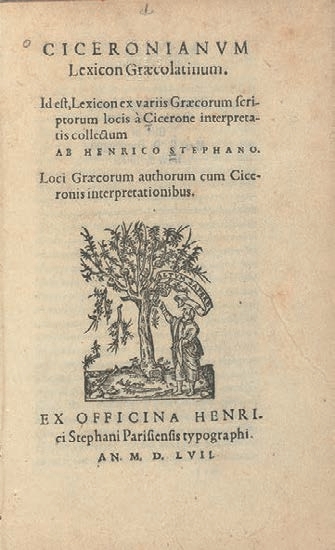 CICERONIANVM
Lexicon Græcolatinum.
Id est, Lexicon ex variis Græcorum scri-
ptorum locis à Cicerone interpreta-
tis collectum
AB HENRICO STEPHANO.
Loci Græcorum authorum cum Cice-
ronis interpretationibus.
EX OFFICINA HENRI-
ci Stephani Parisiensis typographi.
AN. M. D. LVII.